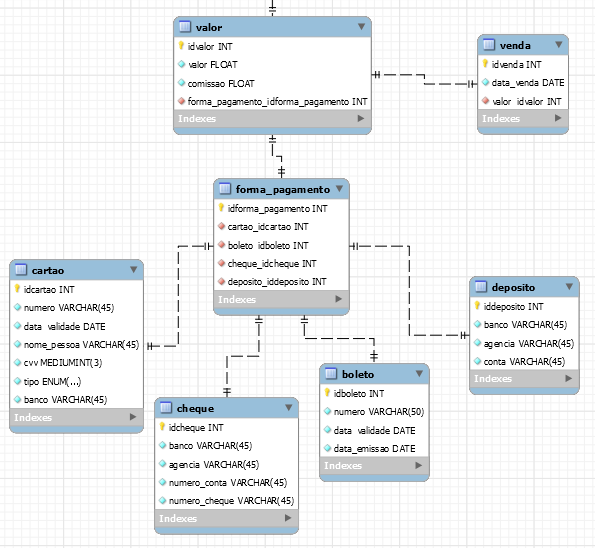 valor
idvalor INT
valor FLOAT
comissao FLOAT
forma_pagamento_idforma_pagamento INT
Indexes
venda
idvenda INT
data_venda DATE
valor_idvalor INT
Indexes
forma_pagamento
idforma_pagamento INT
cartao_idcartao INT
boleto_idboleto INT
cheque_idcheque INT
deposito_iddeposito INT
Indexes
cartao
idcartao INT
numero VARCHAR(45)
data_validade DATE
nome_pessoa VARCHAR(45)
cvv MEDIUMINT(3)
tipo ENUM(...)
banco VARCHAR(45)
Indexes
deposito
iddeposito INT
banco VARCHAR(45)
agencia VARCHAR(45)
conta VARCHAR(45)
Indexes
boleto
idboleto INT
numero VARCHAR(50)
data_validade DATE
data_emissao DATE
Indexes
cheque
idcheque INT
banco VARCHAR(45)
agencia VARCHAR(45)
numero_conta VARCHAR(45)
numero_cheque VARCHAR(45)
Indexes